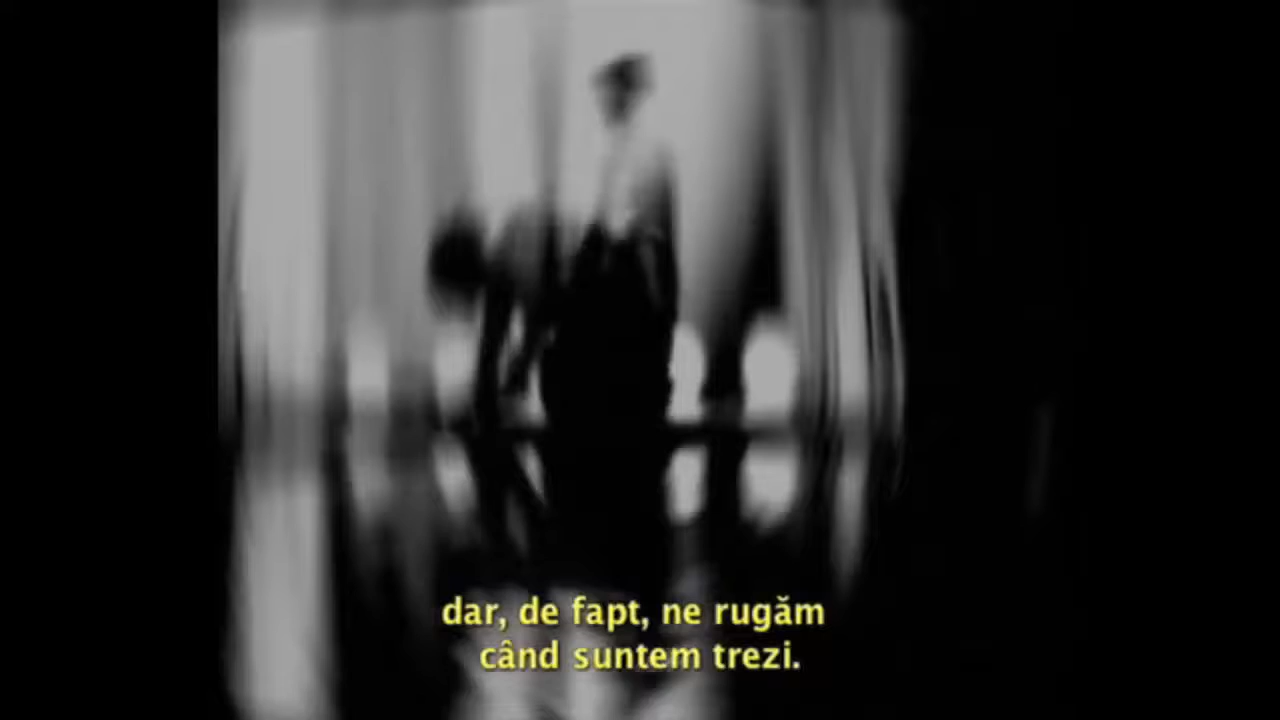 dar, de fapt, ne rugăm
când suntem trezi.